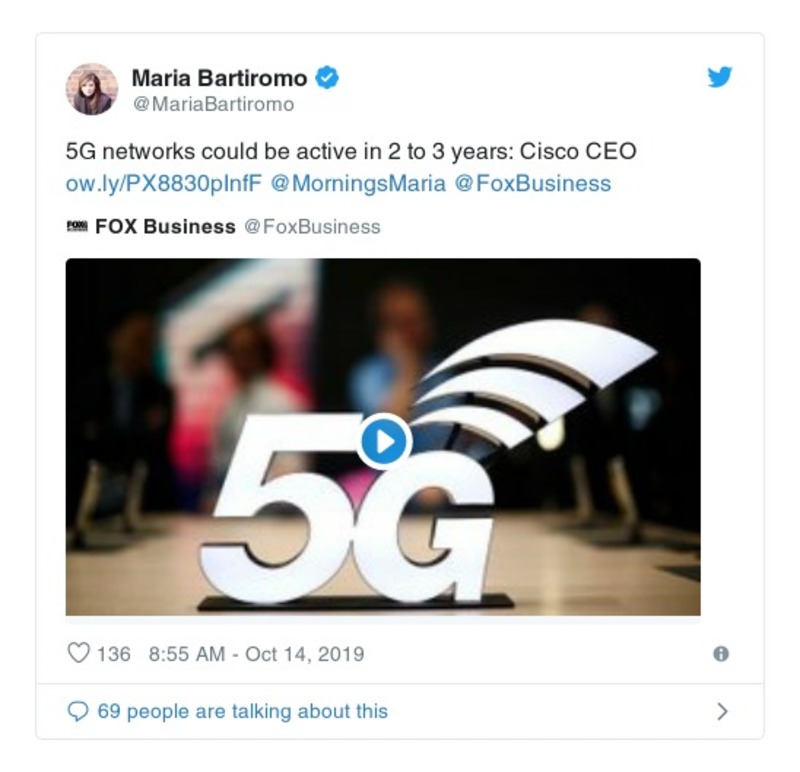 Maria Bartiromo
@MariaBartiromo
5G networks could be active in 2 to 3 years: Cisco CEO
ow.ly/PX8830pInfF @MorningsMaria @FoxBusiness
FOX Business @FoxBusiness
5G
136 8:55 AM - Oct 14, 2019
69 people are talking about this